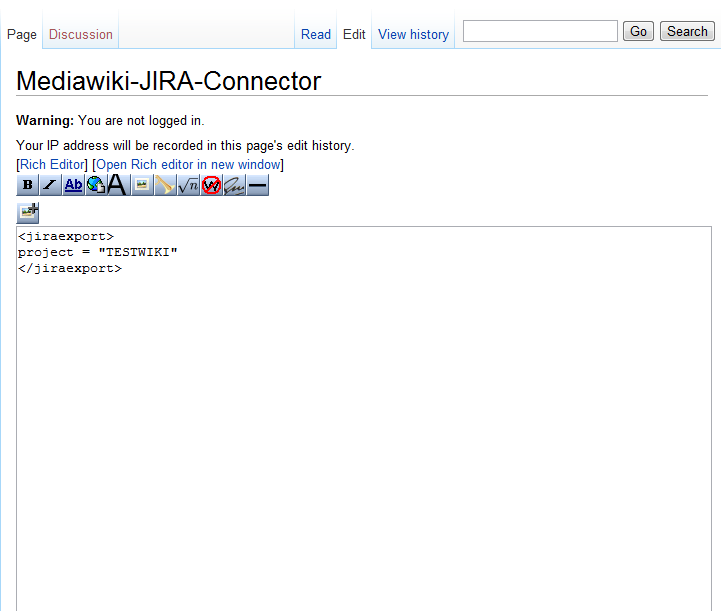 Page Discussion Read Edit View history Go Search
Mediawiki-JIRA-Connector
Warning: You are not logged in.
Your IP address will be recorded in this page's edit history.
[Rich Editor] [Open Rich editor in new window]
B I Ab A √n W
<jiraexport>
project = "TESTWIKI"
</jiraexport>